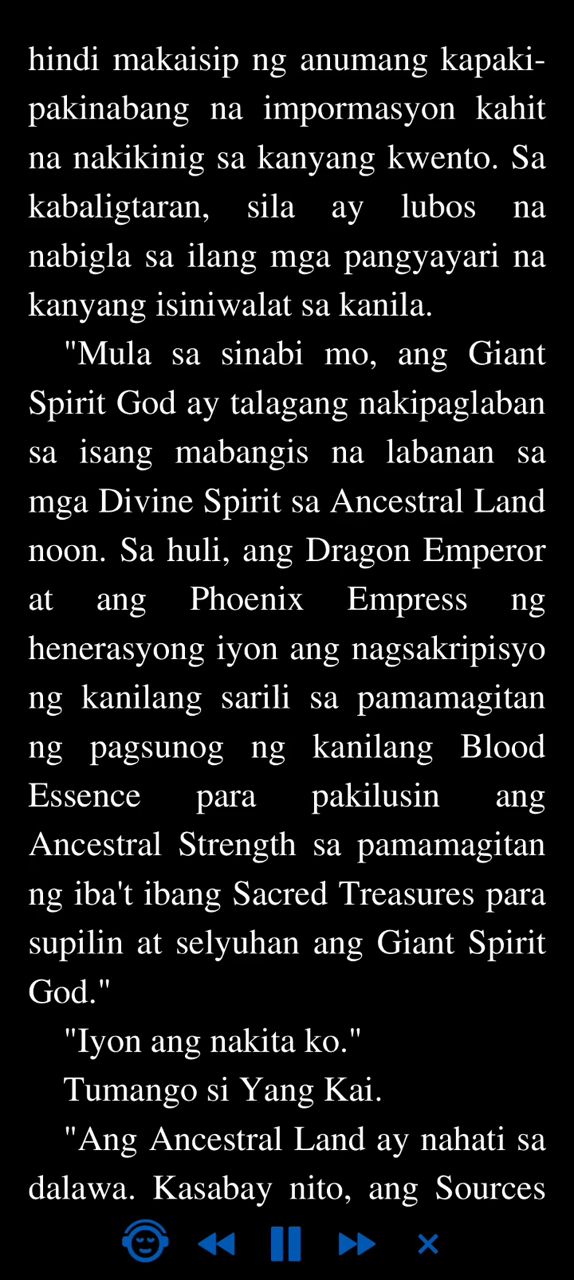 hindi makaisip ng anumang kapaki-
pakinabang na impormasyon kahit
na nakikinig sa kanyang kwento. Sa
kabaligtaran, sila ay lubos na
nabigla sa ilang mga pangyayari na
kanyang isiniwalat sa kanila.
"Mula sa sinabi mo, ang Giant
Spirit God ay talagang nakipaglaban
sa isang mabangis na labanan sa
mga Divine Spirit sa Ancestral Land
noon. Sa huli, ang Dragon Emperor
at ang Phoenix Empress ng
henerasyong iyon ang nagsakripisyo
ng kanilang sarili sa pamamagitan
ng pagsunog ng kanilang Blood
Essence para pakilusin ang
Ancestral Strength sa pamamagitan
ng iba't ibang Sacred Treasures para
supilin at selyuhan ang Giant Spirit
God."
"Iyon ang nakita ko."
Tumango si Yang Kai.
"Ang Ancestral Land ay nahati sa
dalawa. Kasabay nito, ang Sources